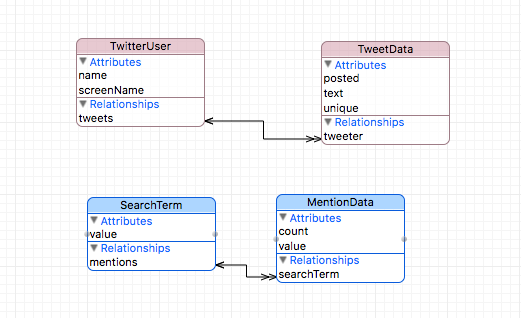 TwitterUser
Attributes
name
screenName
Relationships
tweets
TweetData
Attributes
posted
text
unique
Relationships
tweeter
SearchTerm
Attributes
value
Relationships
mentions
MentionData
Attributes
count
value
Relationships
searchTerm